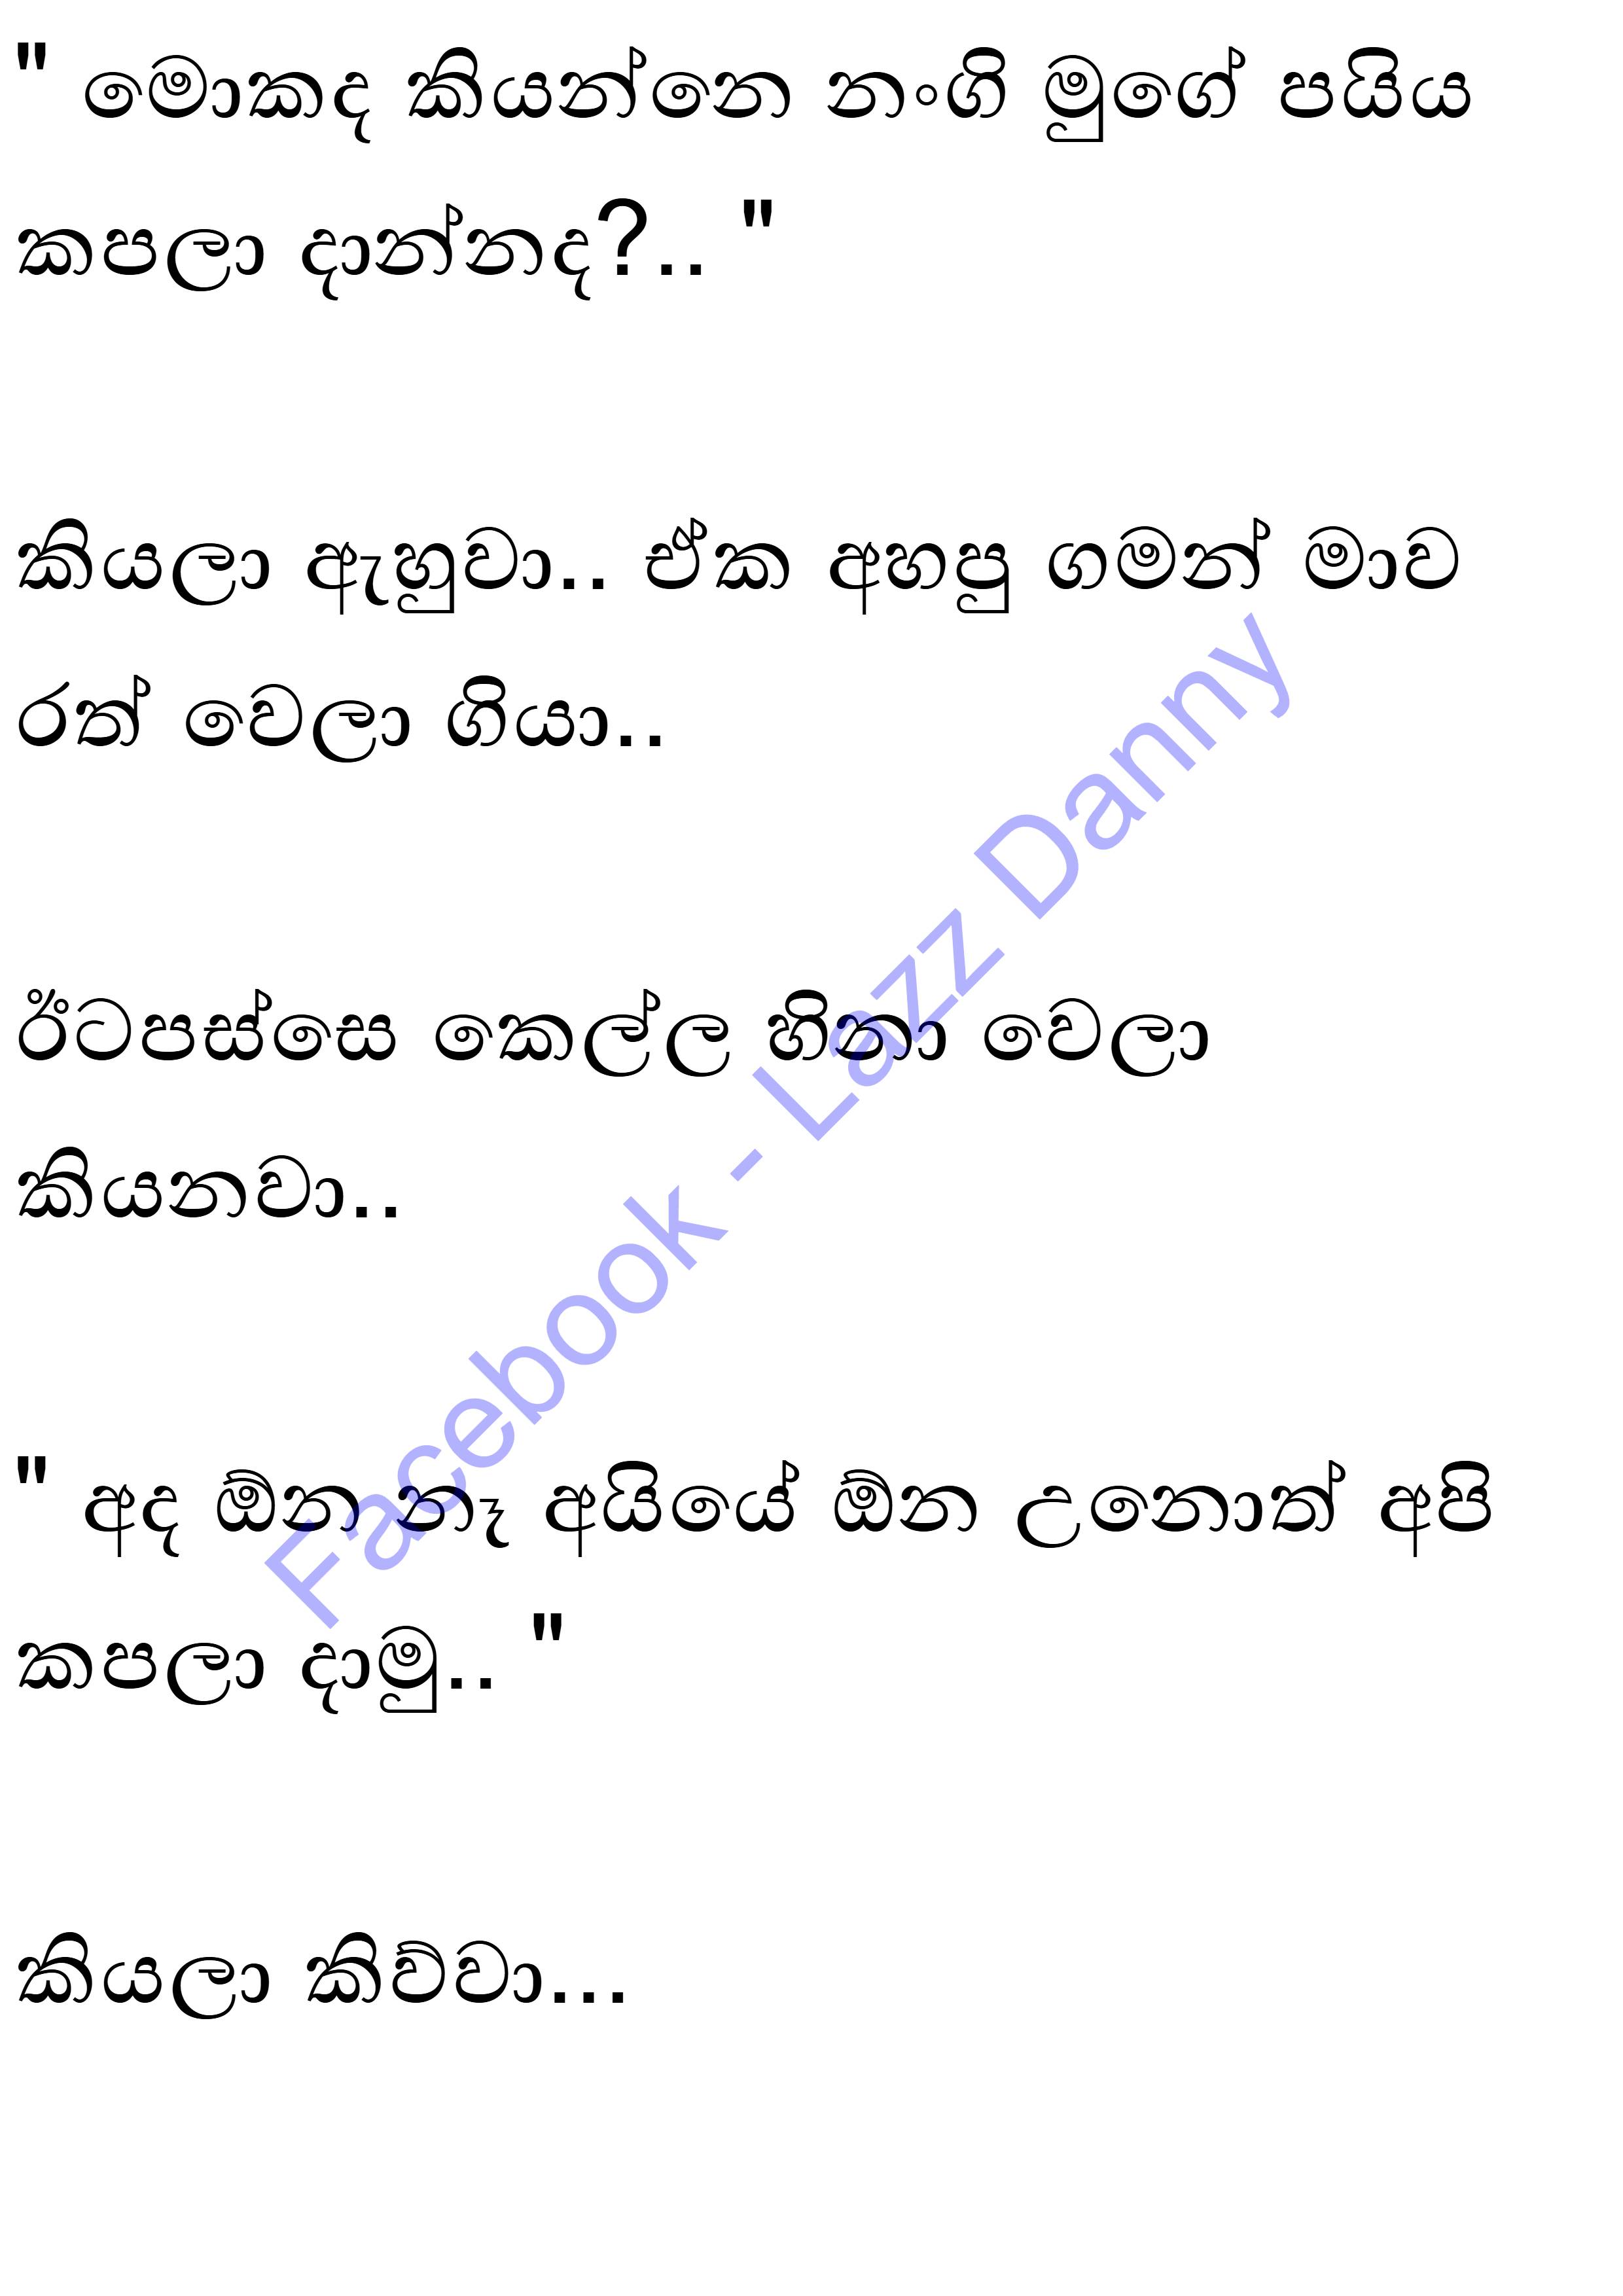 " මොකද කියන්නෙ නංගි මුගේ පයිය
කපලා දාන්නද?.. "
කියලා ඇහුවා.. ඒක අහපු ගමන් මාව
රත් වෙලා ගියා..
ඊටපස්සෙ කෙල්ල හිනා වෙලා
කියනවා..
" අද ඕන නෑ අයියේ ඕන උනොත් අපි
කපලා දාමු.. "
කියලා කිව්වා...
Facebook - Lazz Danny